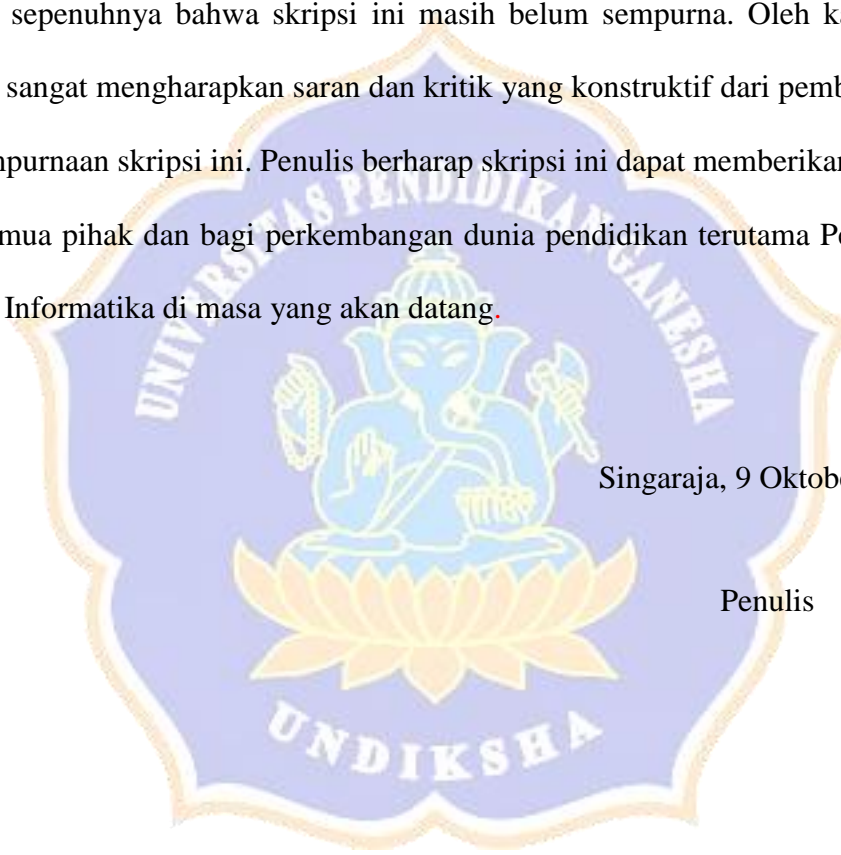 sepenuhnya bahwa skripsi ini masih belum sempurna. Oleh ka
sangat mengharapkan saran dan kritik yang konstruktif dari pemb
npurnaan skripsi ini. Penulis berharap skripsi ini dapat memberikan
mua pihak dan bagi perkembangan dunia pendidikan terutama Pe
Informatika di masa yang akan datang.
UNIVERSITAS PENDIDIKAN GANESHA
Singaraja, 9 Oktobe
Penulis
UNDIKSHA